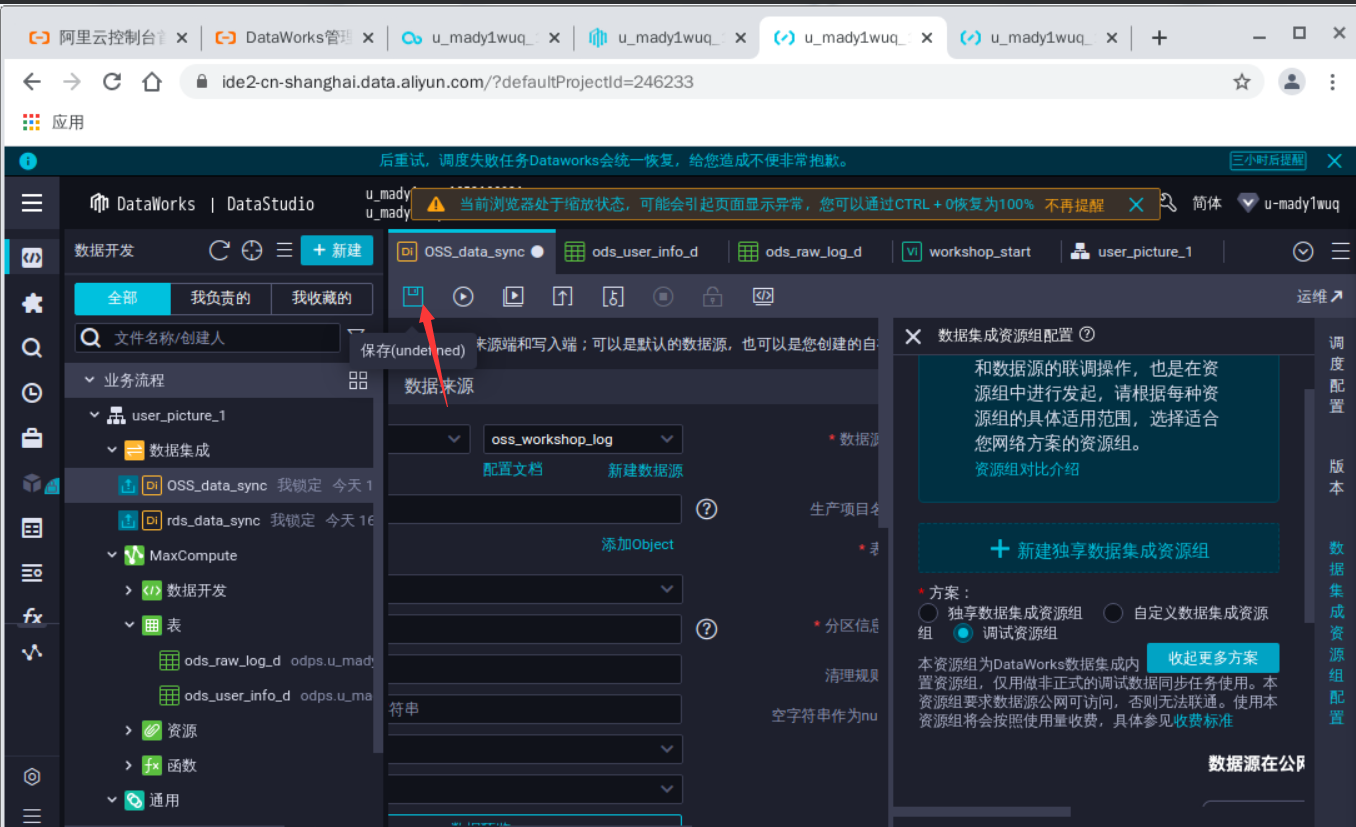 阿里云控制台
DataWorks管理
u_mady1wuq_
u_mady1wuq_
u_mady1wuq_
u_mady1wuq_
ide2-cn-shanghai.data.aliyun.com/?defaultProjectId=246233
应用
后重试，调度失败任务Dataworks会统一恢复，给您造成不便非常抱歉。
三小时后提醒
DataWorks | DataStudio
u_mady
u_mady
当前浏览器处于缩放状态，可能会引起页面显示异常，您可以通过CTRL + 0恢复为100% 不再提醒
简体
u-mady1wuq
数据开发
+ 新建
Di OSS_data_sync
ods_user_info_d
ods_raw_log_d
Vi workshop_start
user_picture_1
全部 我负责的 我收藏的
运维
文件名称/创建人
保存(undefined)
来源端和写入端；可以是默认的数据源，也可以是您创建的自
数据集成资源组配置
业务流程
数据来源
和数据源的联调操作，也是在资
源组中进行发起，请根据每种资
源组的具体适用范围，选择适合
您网络方案的资源组。
资源组对比介绍
user_picture_1
数据集成
oss_workshop_log
* 数据源
配置文档 新建数据源
Di OSS_data_sync 我锁定 今天 1
Di rds_data_sync 我锁定 今天 16
生产项目名
添加Object
* 表
MaxCompute
数据开发
表
* 分区信息
ods_raw_log_d odps.u_mady
清理规则
ods_user_info_d odps.u_ma
符串
空字符串作为nu
资源
fx 函数
通用
+ 新建独享数据集成资源组
* 方案：
独享数据集成资源组 自定义数据集成资源
组 调试资源组
收起更多方案
本资源组为DataWorks数据集成内
置资源组，仅用做非正式的调试数据同步任务使用。本
资源组要求数据源公网可访问，否则无法联通。使用本
资源组将会按照使用量收费，具体参见收费标准
数据源在公网
调度配置
版本
数据集成资源组配置
fx